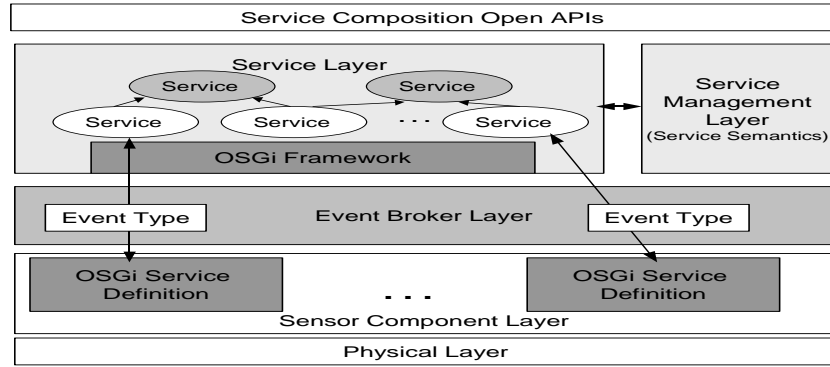 Service Composition Open APIs
Service Layer
Service
Service
Service
Service
. . .
Service
OSGi Framework
Service
Management
Layer
(Service Semantics)
Event Type
Event Broker Layer
Event Type
OSGi Service
Definition
. . .
OSGi Service
Definition
Sensor Component Layer
Physical Layer